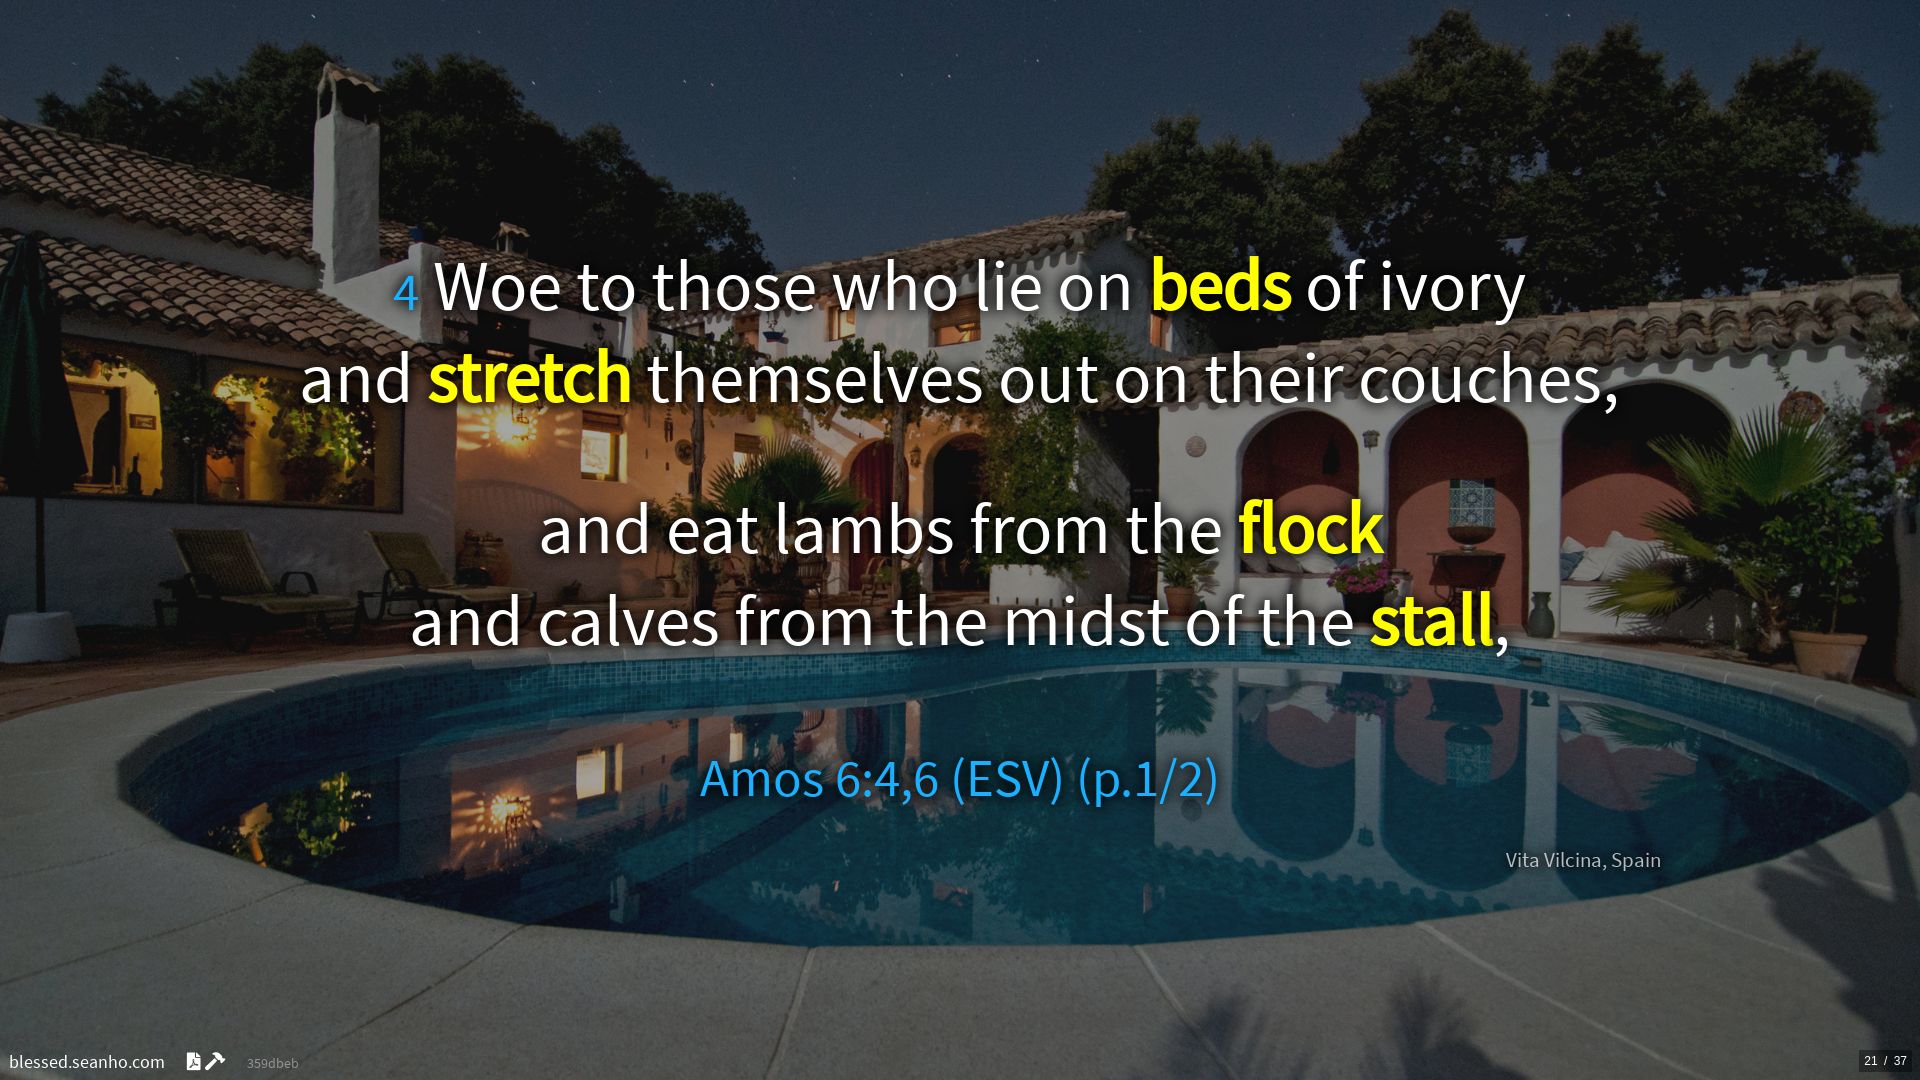 4 Woe to those who lie on beds of ivory
and stretch themselves out on their couches,
and eat lambs from the flock
and calves from the midst of the stall,
Amos 6:4,6 (ESV) (p.1/2)
Vita Vilcina, Spain
blessed.seanho.com 359dbeb
21 / 37